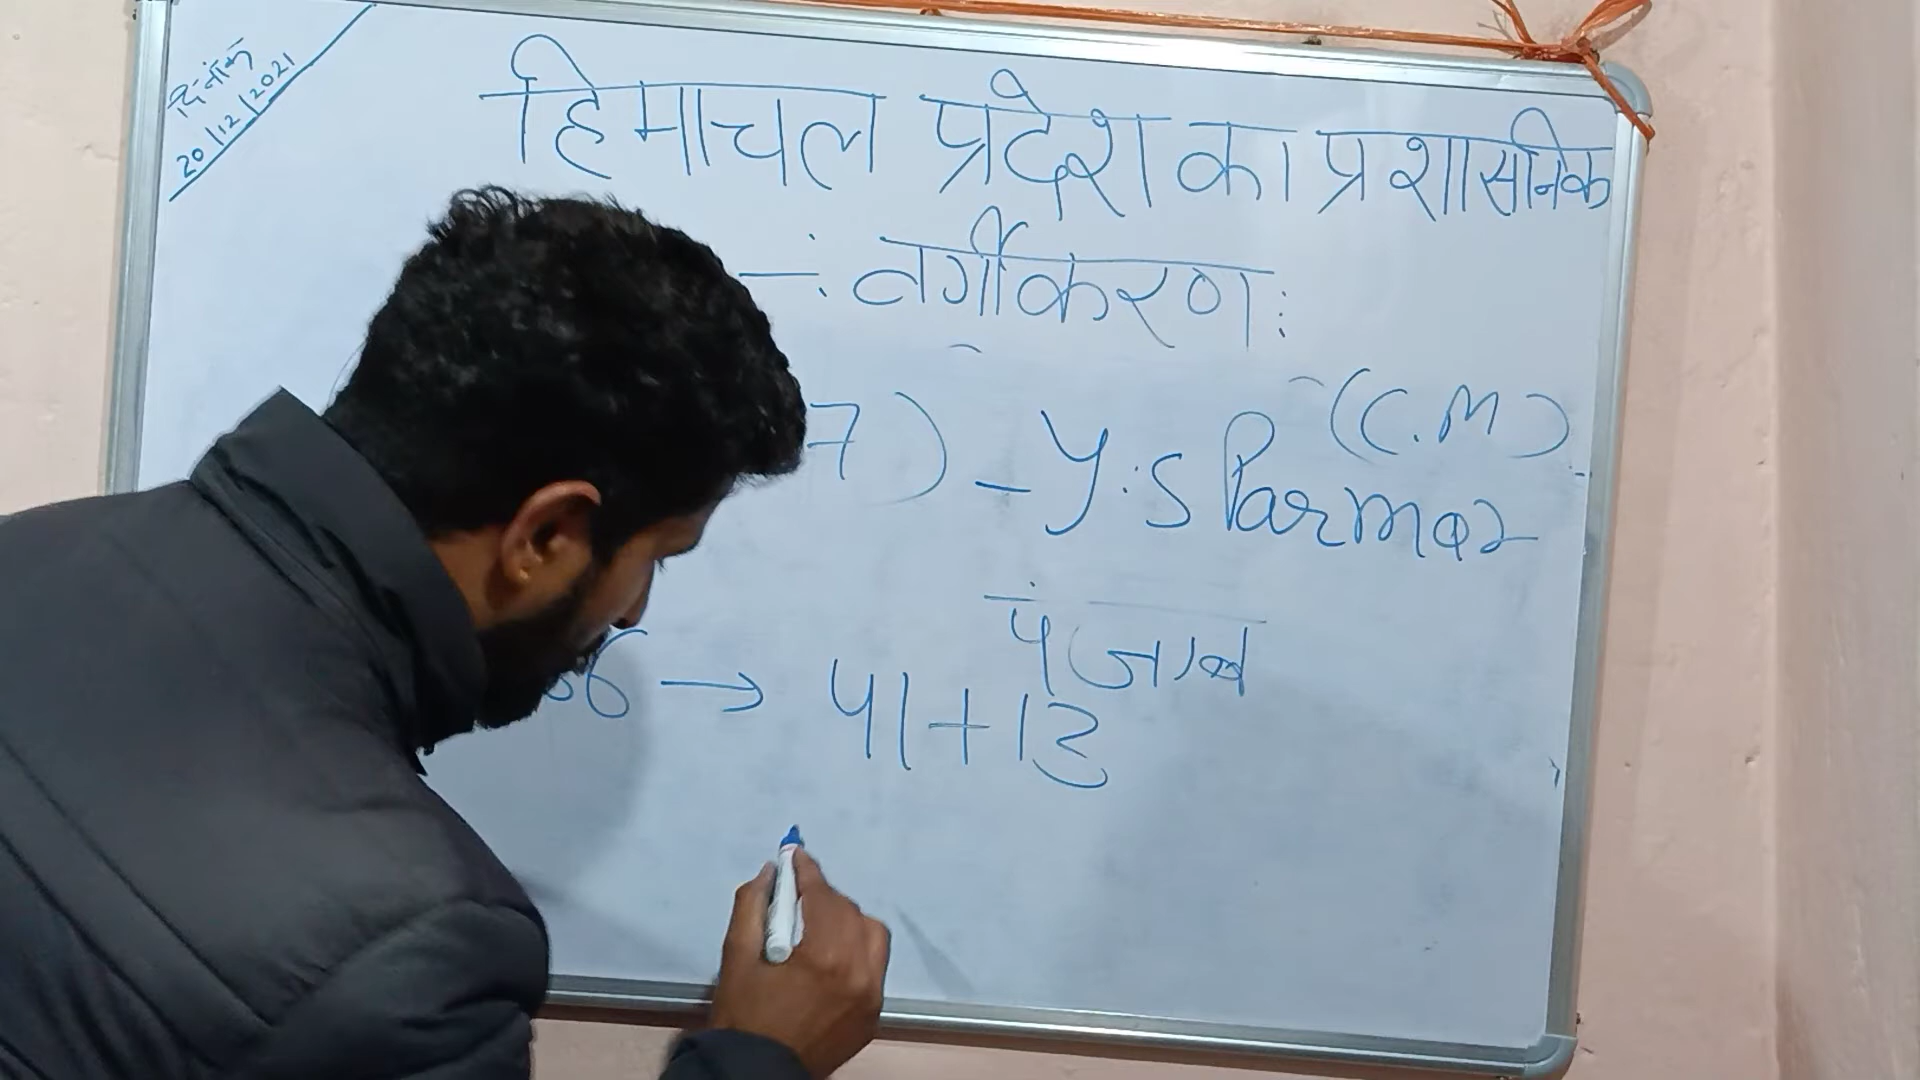 दिनांक
20/12/2021
हिमाचल प्रदेश का प्रशासनिक
-: वर्गीकरण :
7) - Y.S Parmar (C.M)
पंजाब
66 → 41+13